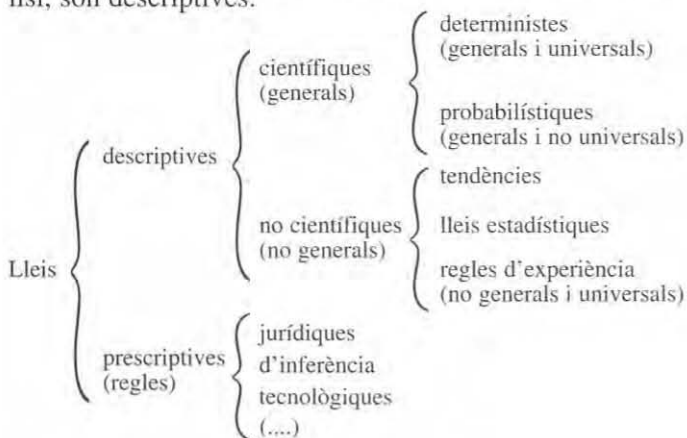 lisi, són descriptives.
deterministes
(generals i universals)
científiques
(generals)
probabilístiques
(generals i no universals)
descriptives
tendències
no científiques
(no generals)
lleis estadístiques
Lleis
regles d'experiència
(no generals i universals)
prescriptives
(regles)
jurídiques
d'inferència
tecnològiques
(....)